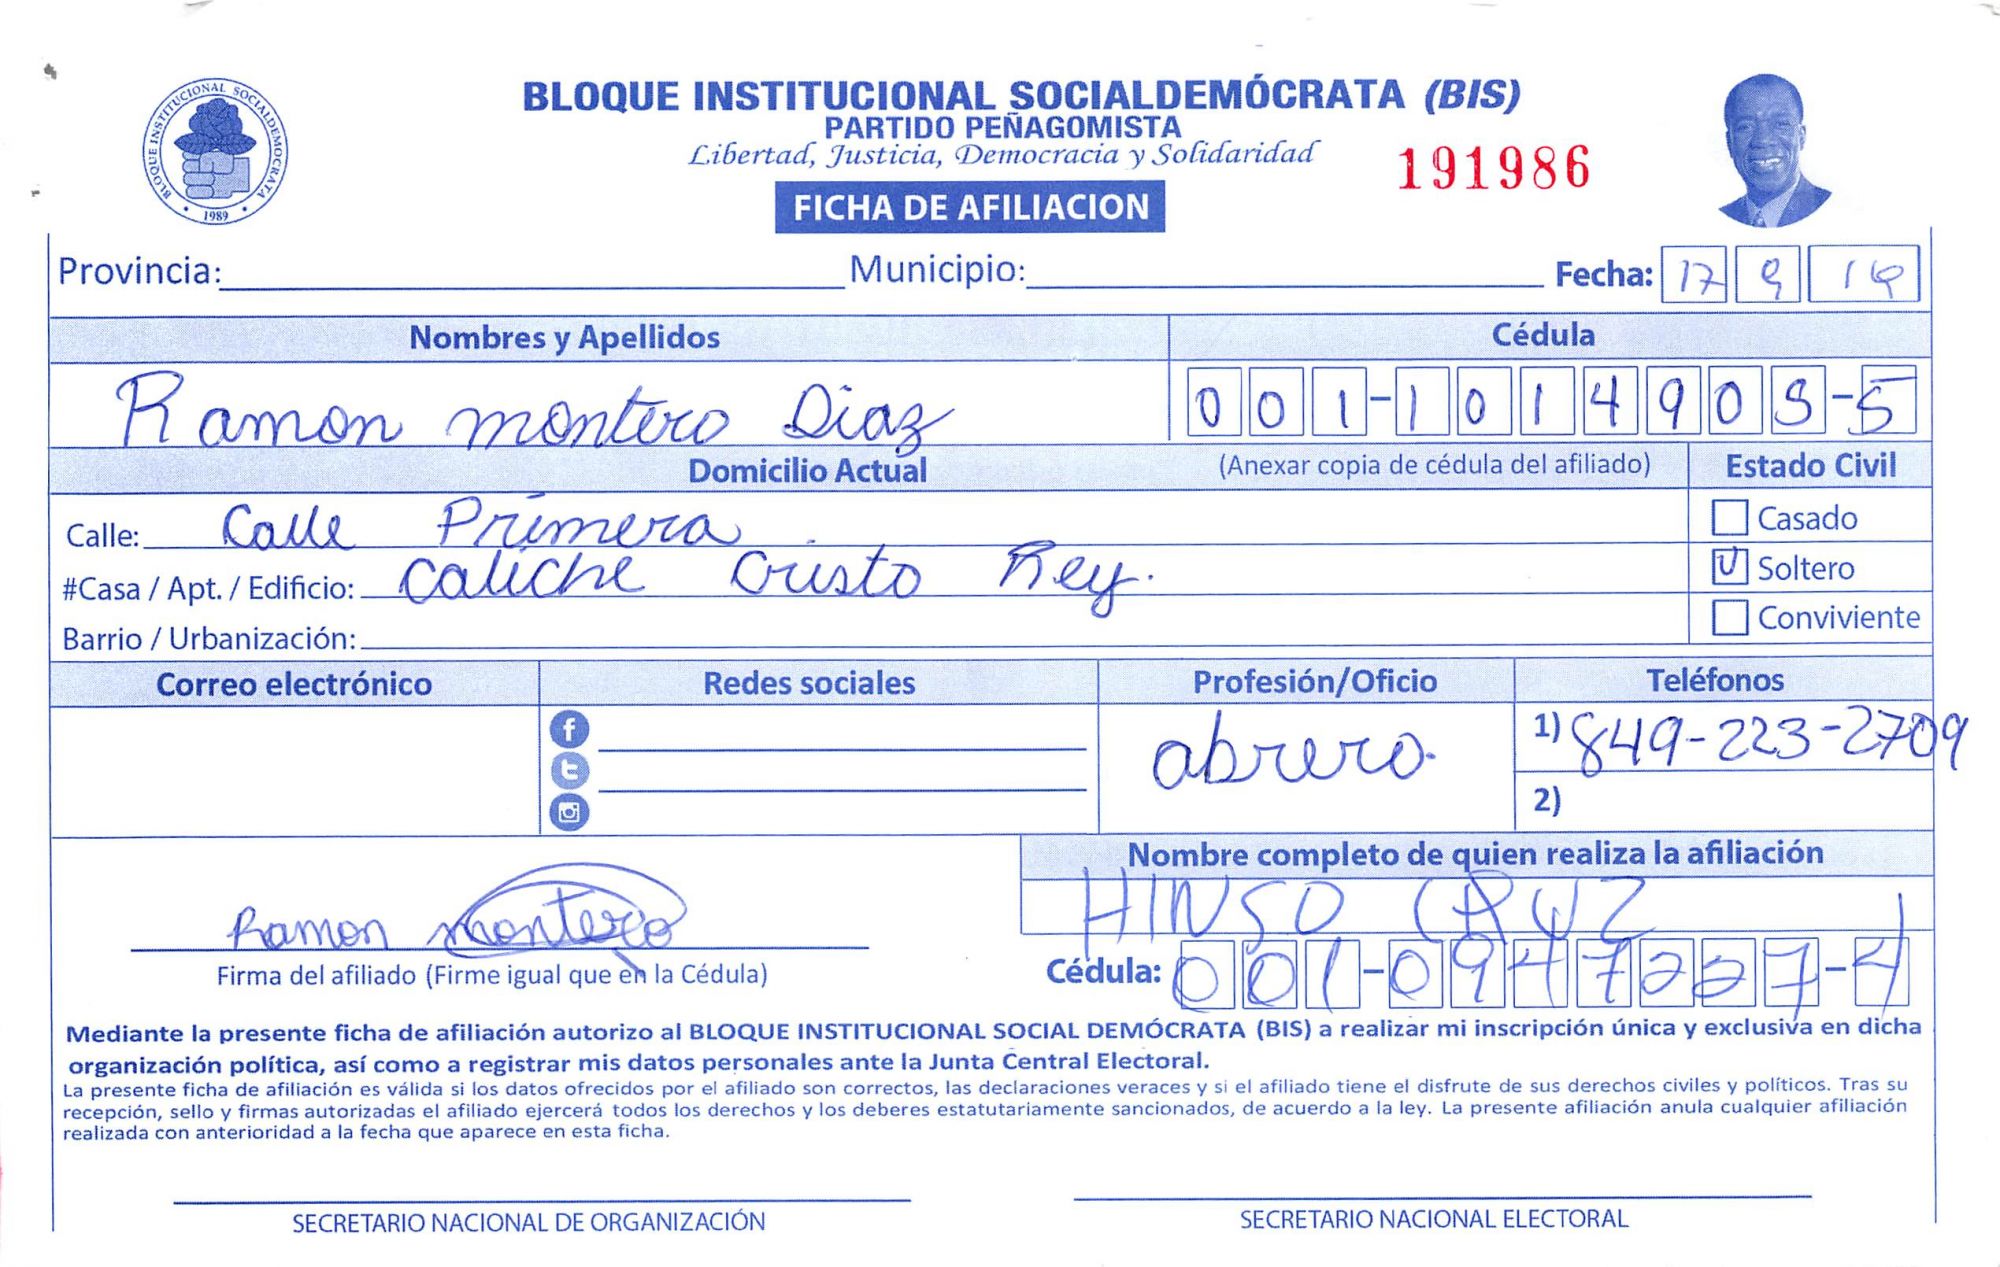 BLOQUE INSTITUCIONAL SOCIALDEMÓCRATA (BIS)
PARTIDO PEÑAGOMISTA
Libertad, Justicia, Democracia y Solidaridad
191986
BLOQUE INSTITUCIONAL SOCIALDEMOCRATA
1989
FICHA DE AFILIACION
Provincia: Municipio: Fecha: 17 9
Nombres y Apellidos Cédula
Ramon montero Diaz 001-1014903-5
Domicilio Actual (Anexar copia de cédula del afiliado) Estado Civil
Calle: Calle Primera Casado
#Casa / Apt. / Edificio: Caliche Cristo Rey. Soltero
Barrio / Urbanización: Conviviente
Correo electrónico Redes sociales Profesión/Oficio Teléfonos
abrero. 1) 849-223-2709
2)
Nombre completo de quien realiza la afiliación
HINSO CRUZ
Ramon montero
Firma del afiliado (Firme igual que en la Cédula) Cédula: 001-0947227-4
Mediante la presente ficha de afiliación autorizo al BLOQUE INSTITUCIONAL SOCIAL DEMÓCRATA (BIS) a realizar mi inscripción única y exclusiva en dicha
organización política, así como a registrar mis datos personales ante la Junta Central Electoral.
La presente ficha de afiliación es válida si los datos ofrecidos por el afiliado son correctos, las declaraciones veraces y si el afiliado tiene el disfrute de sus derechos civiles y políticos. Tras su
recepción, sello y firmas autorizadas el afiliado ejercerá todos los derechos y los deberes estatutariamente sancionados, de acuerdo a la ley. La presente afiliación anula cualquier afiliación
realizada con anterioridad a la fecha que aparece en esta ficha.
SECRETARIO NACIONAL DE ORGANIZACIÓN SECRETARIO NACIONAL ELECTORAL